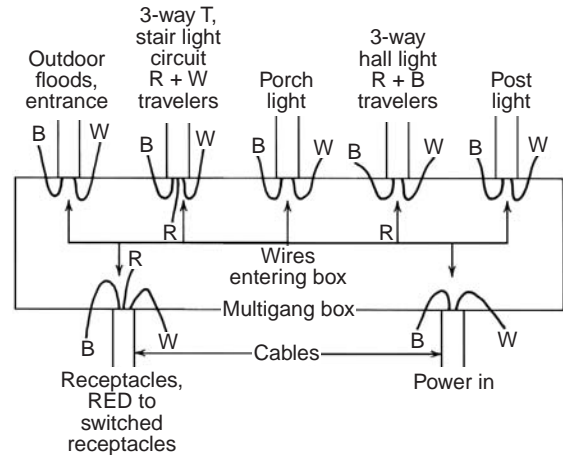 Outdoor
floods,
entrance
3-way T,
stair light
circuit
R + W
travelers
Porch
light
3-way
hall light
R + B
travelers
Post
light
B
W
B
W
B
W
B
W
B
W
R
R
R
Wires
entering box
Multigang box
B
W
B
W
Cables
Receptacles,
RED to
switched
receptacles
Power in